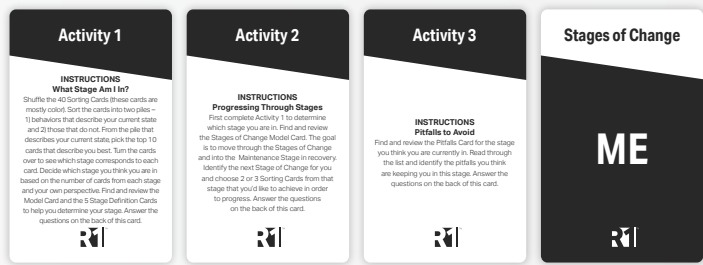 Activity 1
INSTRUCTIONS
What Stage Am I In?
Shuffle the 40 Sorting Cards (these cards are
mostly color). Sort the cards into two piles –
1) behaviors that describe your current state
and 2) those that do not. From the pile that
describes your current state, pick the top 10
cards that describe you best. Turn the cards
over to see which stage corresponds to each
card. Decide which stage you think you are in
based on the number of cards from each stage
and your own perspective. Find and review the
Model Card and the 5 Stage Definition Cards
to help you determine your stage. Answer the
questions on the back of this card.
R1
Activity 2
INSTRUCTIONS
Progressing Through Stages
First complete Activity 1 to determine
which stage you are in. Find and review
the Stages of Change Model Card. The goal
is to move through the Stages of Change
and into the Maintenance Stage in recovery.
Identify the next Stage of Change for you
and choose 2 or 3 Sorting Cards from that
stage that you'd like to achieve in order
to progress. Answer the questions
on the back of this card.
R1
Activity 3
INSTRUCTIONS
Pitfalls to Avoid
Find and review the Pitfalls Card for the stage
you think you are currently in. Read through
the list and identify the pitfalls you think
are keeping you in this stage. Answer the
questions on the back of this card.
R1
Stages of Change
ME
R1